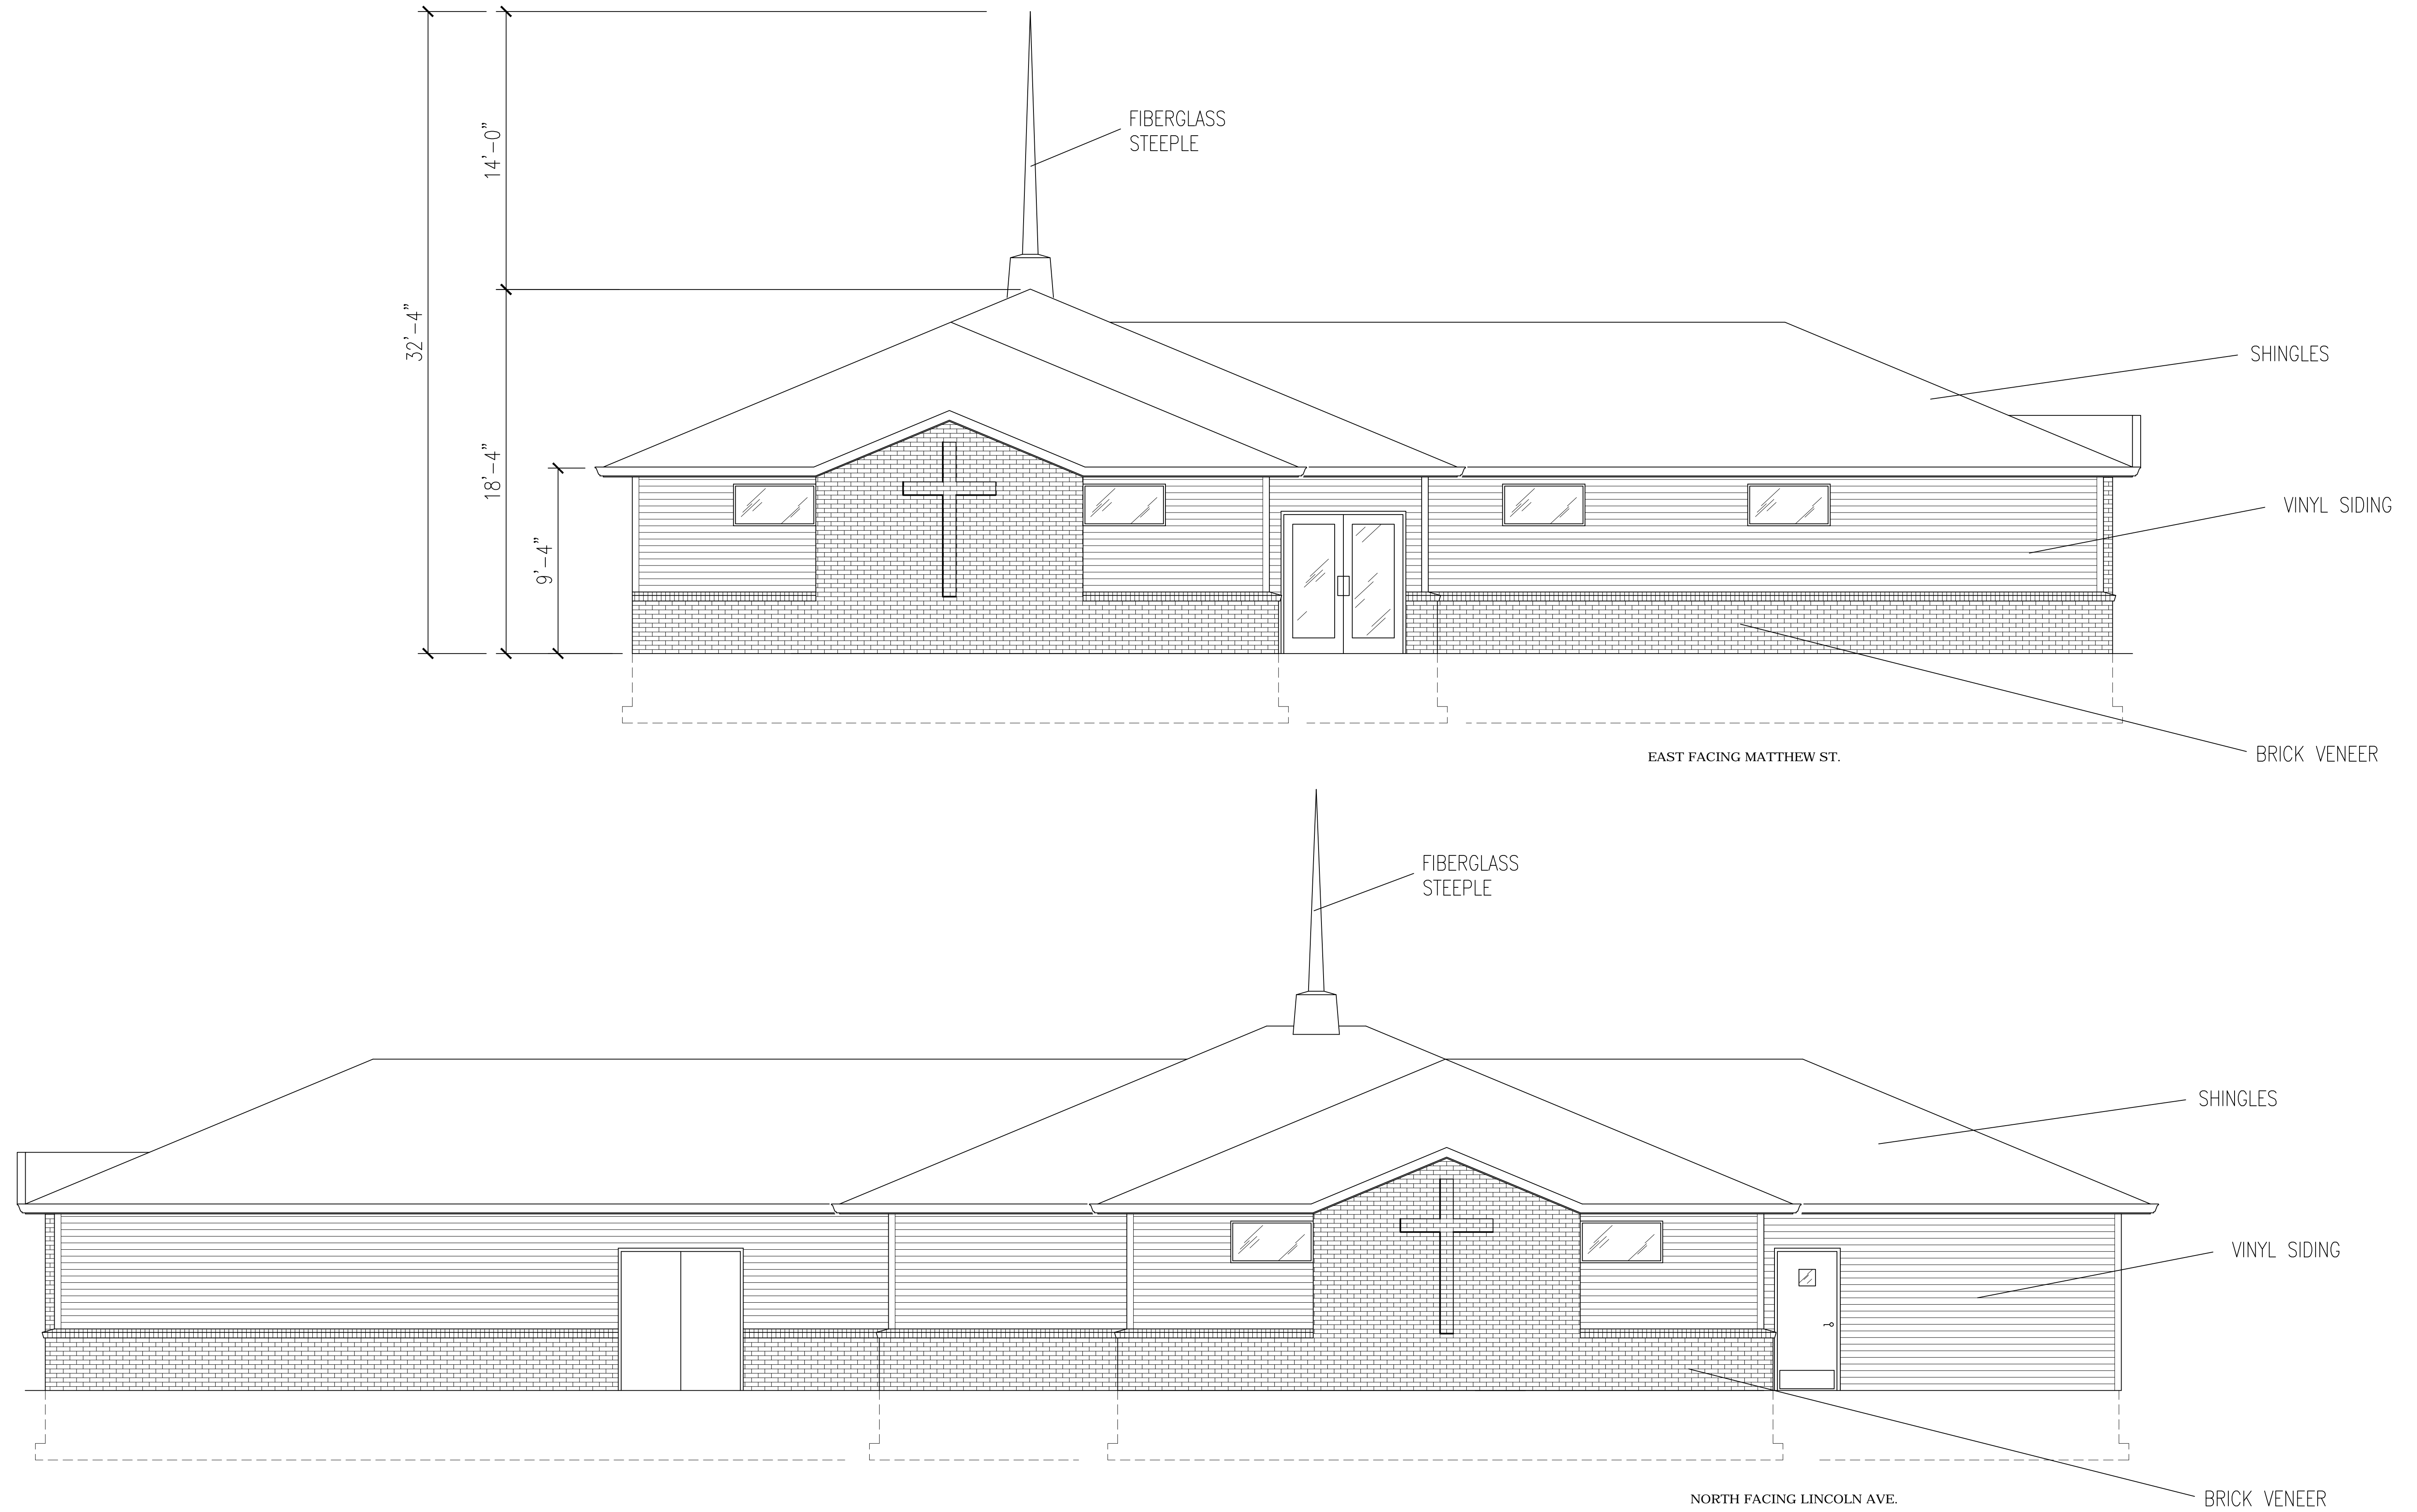 14'-0"
FIBERGLASS
STEEPLE
32'-4"
18'-4"
9'-4"
SHINGLES
VINYL SIDING
BRICK VENEER
EAST FACING MATTHEW ST.
FIBERGLASS
STEEPLE
SHINGLES
VINYL SIDING
BRICK VENEER
NORTH FACING LINCOLN AVE.